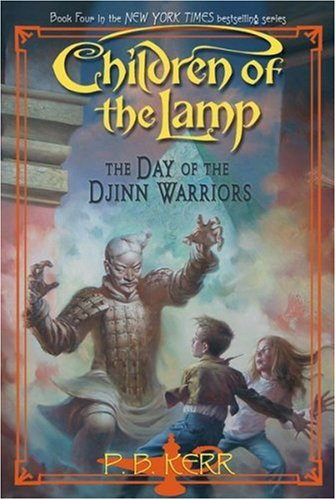 Book Four in the NEW YORK TIMES bestselling series
Children of
the Lamp
THE DAY OF THE
DJINN WARRIORS
P. B. KERR